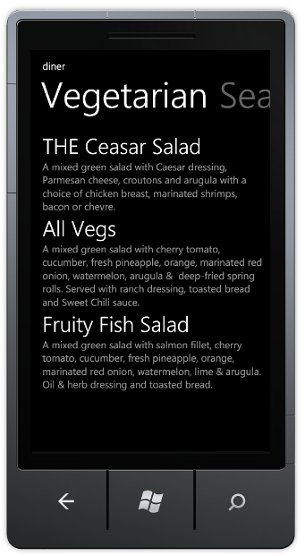 diner
Vegetarian Sea
THE Ceasar Salad
A mixed green salad with Caesar dressing,
Parmesan cheese, croutons and arugula with a
choice of chicken breast, marinated shrimps,
bacon or chevre.
All Vegs
A mixed green salad with cherry tomato,
cucumber, fresh pineapple, orange, marinated red
onion, watermelon, arugula & deep-fried spring
rolls. Served with ranch dressing, toasted bread
and Sweet Chili sauce.
Fruity Fish Salad
A mixed green salad with salmon fillet, cherry
tomato, cucumber, fresh pineapple, orange,
marinated red onion, watermelon, lime & arugula.
Oil & herb dressing and toasted bread.